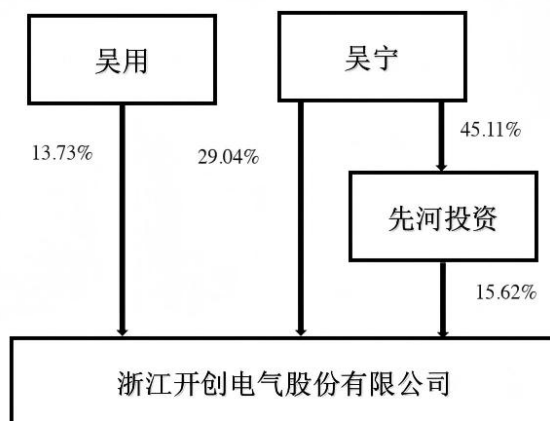 吴用
吴宁
13.73%
29.04%
45.11%
先河投资
15.62%
浙江开创电气股份有限公司